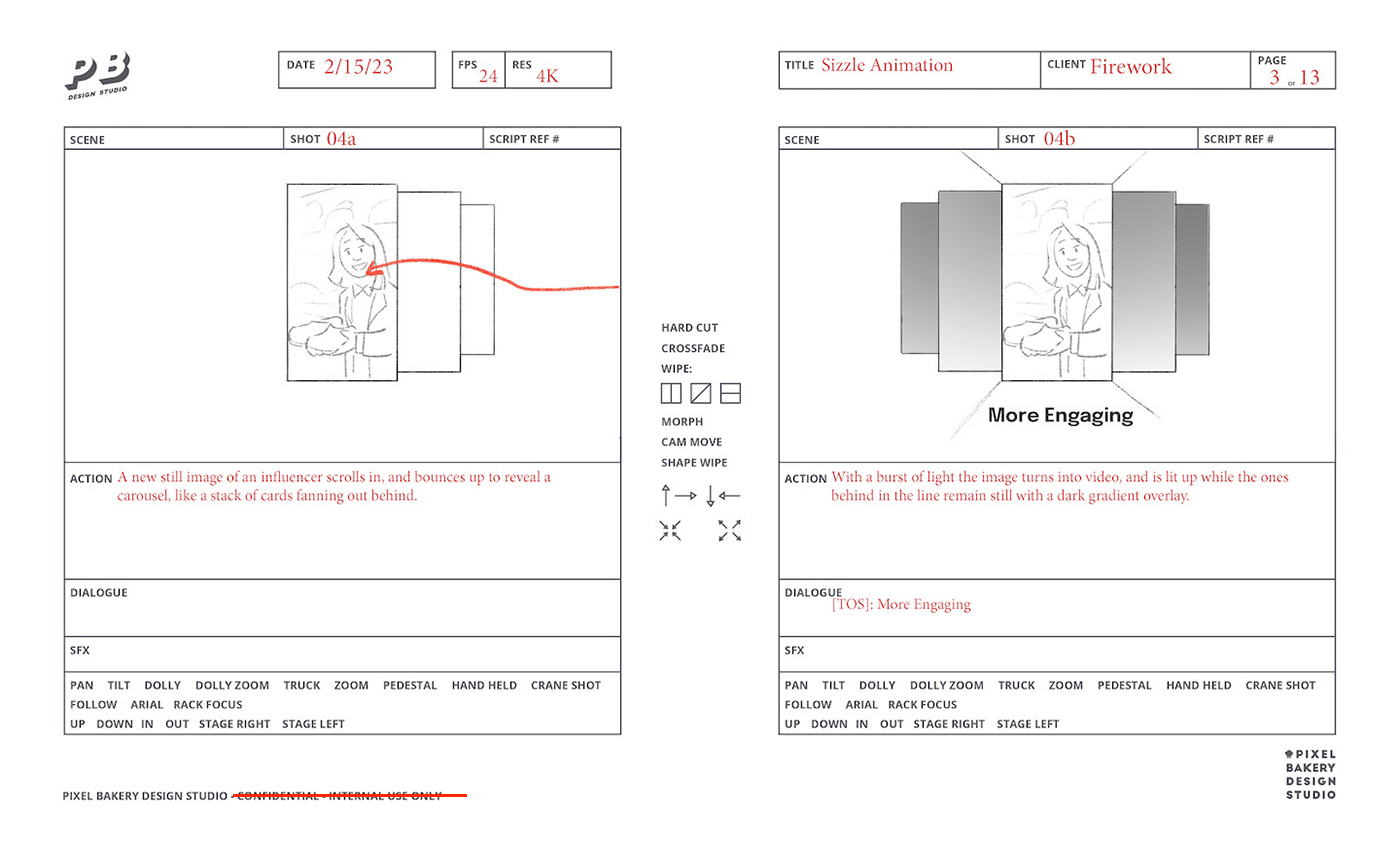 PB
DESIGN STUDIO
DATE 2/15/23
FPS 24
RES 4K
TITLE Sizzle Animation
CLIENT Firework
PAGE 3 OF 13
SCENE
SHOT 04a
SCRIPT REF #
ACTION A new still image of an influencer scrolls in, and bounces up to reveal a
carousel, like a stack of cards fanning out behind.
DIALOGUE
SFX
PAN TILT DOLLY DOLLY ZOOM TRUCK ZOOM PEDESTAL HAND HELD CRANE SHOT
FOLLOW ARIAL RACK FOCUS
UP DOWN IN OUT STAGE RIGHT STAGE LEFT
HARD CUT
CROSSFADE
WIPE:
MORPH
CAM MOVE
SHAPE WIPE
SCENE
SHOT 04b
SCRIPT REF #
More Engaging
ACTION With a burst of light the image turns into video, and is lit up while the ones
behind in the line remain still with a dark gradient overlay.
DIALOGUE
[TOS]: More Engaging
SFX
PAN TILT DOLLY DOLLY ZOOM TRUCK ZOOM PEDESTAL HAND HELD CRANE SHOT
FOLLOW ARIAL RACK FOCUS
UP DOWN IN OUT STAGE RIGHT STAGE LEFT
PIXEL BAKERY DESIGN STUDIO - CONFIDENTIAL - INTERNAL USE ONLY
PIXEL
BAKERY
DESIGN
STUDIO